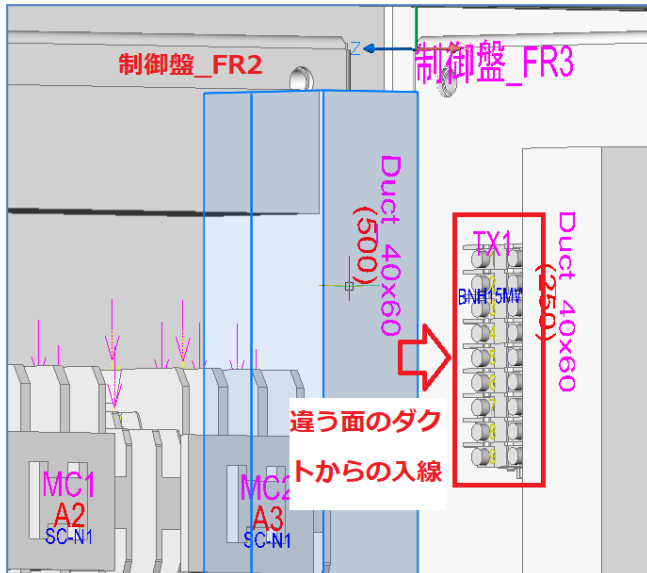 制御盤_FR2
Z
制御盤_FR3
Duct 40x60
(500)
TX1
BNH15MW
Duct 40x60
(250)
違う面のダク
トからの入線
MC1
A2
SC-N1
MC2
A3
SC-N1